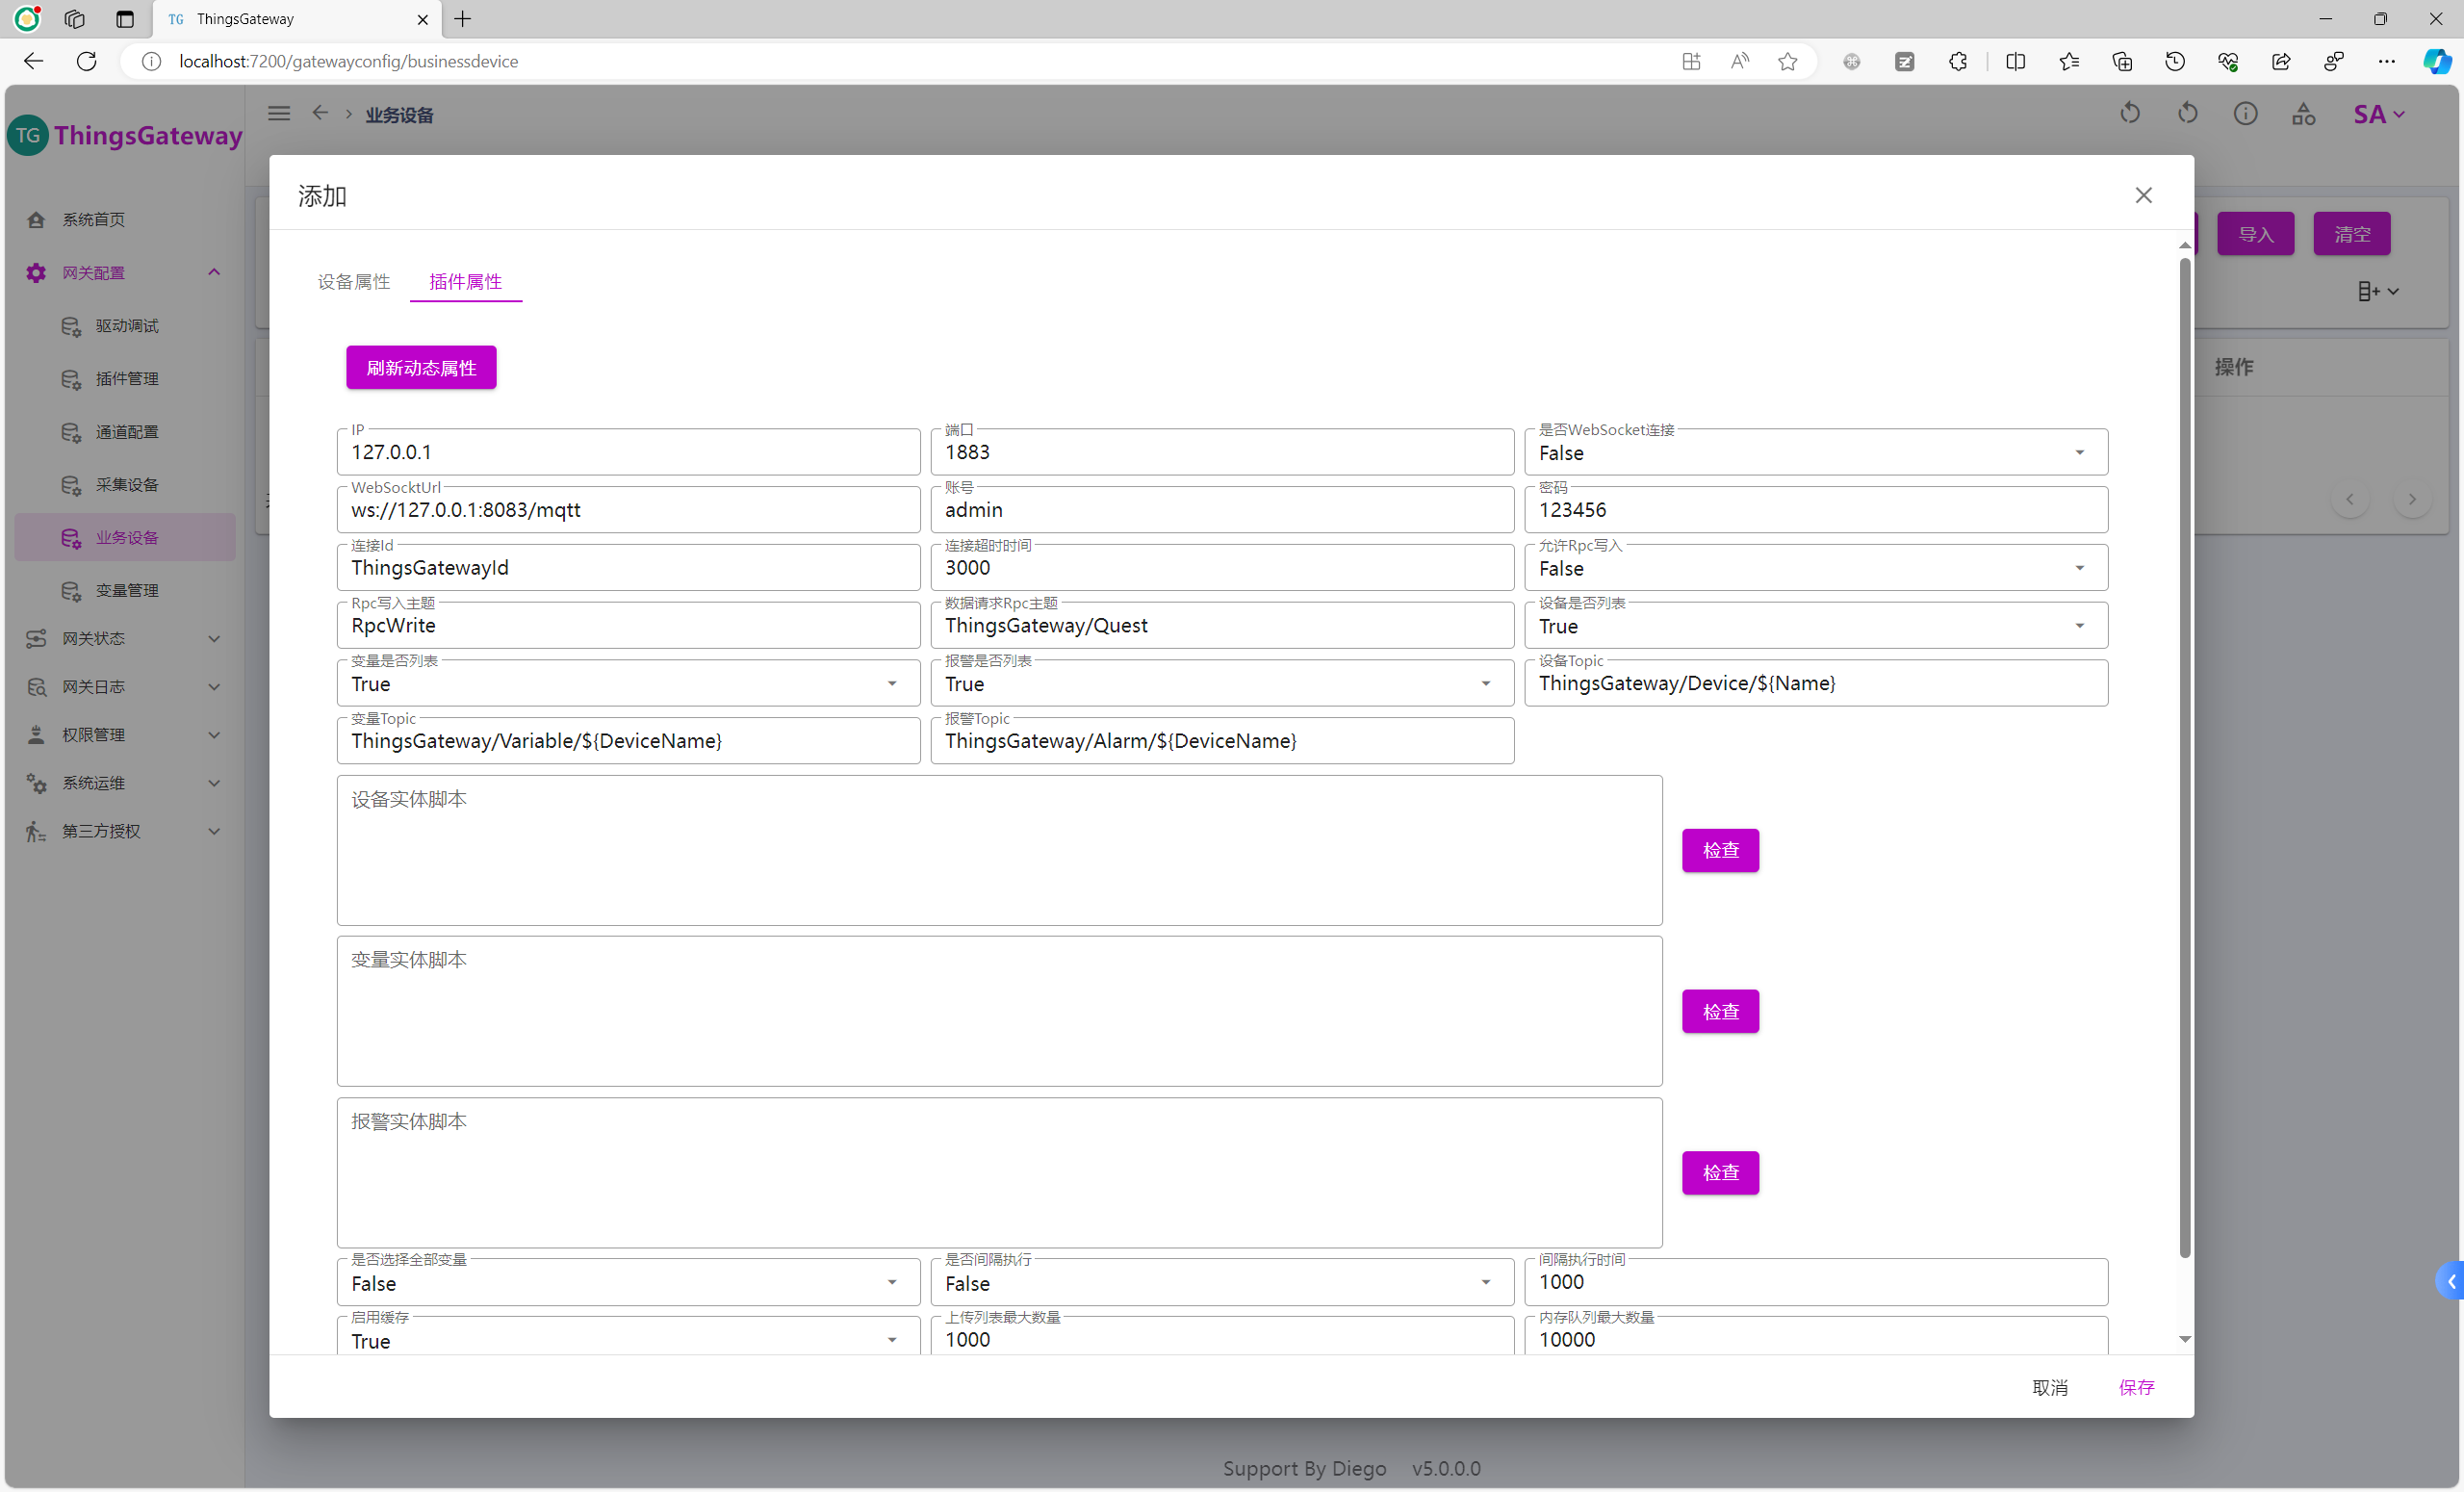 TG ThingsGateway
localhost:7200/gatewayconfig/businessdevice
TG ThingsGateway
业务设备
SA
系统首页
网关配置
驱动调试
插件管理
通道配置
采集设备
业务设备
变量管理
网关状态
网关日志
权限管理
系统运维
第三方授权
导入
清空
操作
添加
设备属性
插件属性
刷新动态属性
IP
127.0.0.1
端口
1883
是否WebSocket连接
False
WebSocktUrl
ws://127.0.0.1:8083/mqtt
账号
admin
密码
123456
连接Id
ThingsGatewayId
连接超时时间
3000
允许Rpc写入
False
Rpc写入主题
RpcWrite
数据请求Rpc主题
ThingsGateway/Quest
设备是否列表
True
变量是否列表
True
报警是否列表
True
设备Topic
ThingsGateway/Device/${Name}
变量Topic
ThingsGateway/Variable/${DeviceName}
报警Topic
ThingsGateway/Alarm/${DeviceName}
设备实体脚本
检查
变量实体脚本
检查
报警实体脚本
检查
是否选择全部变量
False
是否间隔执行
False
间隔执行时间
1000
启用缓存
True
上传列表最大数量
1000
内存队列最大数量
10000
取消
保存
Support By Diego v5.0.0.0